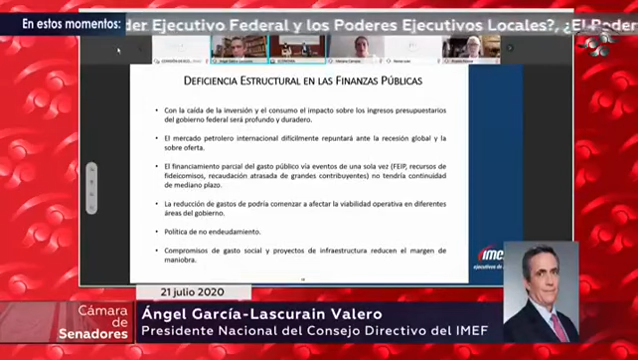 En estos momentos:
der Ejecutivo Federal y los Poderes Ejecutivos Locales?, ¿El Poder
DEFICIENCIA ESTRUCTURAL EN LAS FINANZAS PÚBLICAS
• Con la caída de la inversión y el consumo el impacto sobre los ingresos presupuestarios
del gobierno federal será profundo y duradero.
• El mercado petrolero internacional difícilmente repuntará ante la recesión global y la
sobre oferta.
• El financiamiento parcial del gasto público vía eventos de una sola vez (FEIP, recursos de
fideicomisos, recaudación atrasada de grandes contribuyentes) no tendría continuidad
de mediano plazo.
• La reducción de gastos de podría comenzar a afectar la viabilidad operativa en diferentes
áreas del gobierno.
• Política de no endeudamiento.
• Compromisos de gasto social y proyectos de infraestructura reducen el margen de
maniobra.
imef
ejecutivos de
21 julio 2020
Cámara
de
Senadores
Ángel García-Lascurain Valero
Presidente Nacional del Consejo Directivo del IMEF